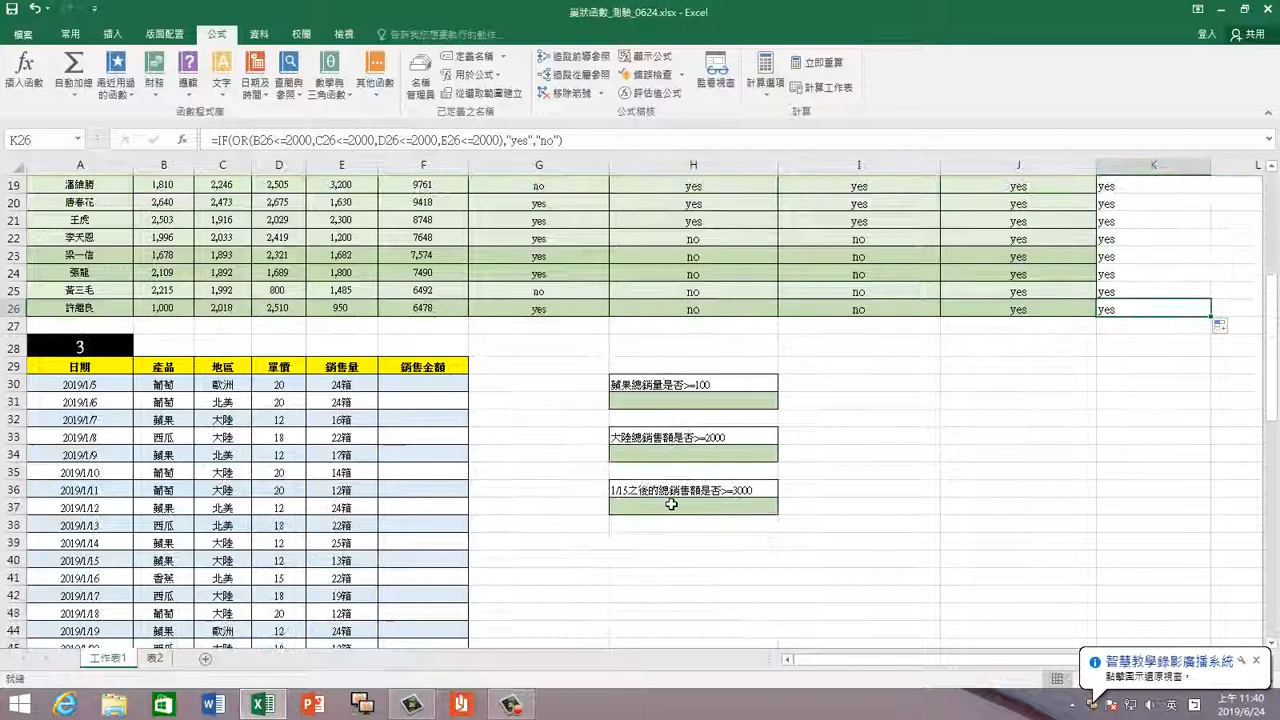 巢狀函數_測驗_0624.xlsx - Excel
檔案 常用 插入 版面配置 公式 資料 校閱 檢視 告訴我您想要執行的動作... 登入 共用
插入函數 自動加總 最近用過的函數 財務 邏輯 文字 日期及時間 查閱與參照 數學與三角函數 其他函數 名稱管理員 定義名稱 用於公式 從選取範圍建立 追蹤前導參照 追蹤從屬參照 移除箭號 顯示公式 錯誤檢查 評估值公式 監看視窗 計算選項 立即重算 計算工作表
函數程式庫 已定義之名稱 公式稽核 計算
K26 fx =IF(OR(B26<=2000,C26<=2000,D26<=2000,E26<=2000),"yes","no")
A B C D E F G H I J K L
19 潘維勝 1,810 2,246 2,505 3,200 9761 no yes yes yes yes
20 唐春花 2,640 2,473 2,675 1,630 9418 yes yes yes yes yes
21 王虎 2,503 1,916 2,029 2,300 8748 yes yes yes yes yes
22 李天恩 1,996 2,033 2,419 1,200 7648 yes no no yes yes
23 梁一信 1,678 1,893 2,321 1,682 7,574 yes no no yes yes
24 張龍 2,109 1,892 1,689 1,800 7490 yes no no yes yes
25 黃三毛 2,215 1,992 800 1,485 6492 no no no yes yes
26 許繼良 1,000 2,018 2,510 950 6478 yes no no yes yes
27
28 3
29 日期 產品 地區 單價 銷售量 銷售金額
30 2019/1/5 葡萄 歐洲 20 24箱 蘋果總銷量是否>=100
31 2019/1/6 葡萄 北美 20 24箱
32 2019/1/7 蘋果 大陸 12 16箱
33 2019/1/8 西瓜 大陸 18 22箱 大陸總銷售額是否>=2000
34 2019/1/9 蘋果 北美 12 17箱
35 2019/1/10 葡萄 大陸 20 14箱
36 2019/1/11 葡萄 大陸 20 12箱 1/15之後的總銷售額是否>=3000
37 2019/1/12 蘋果 大陸 12 24箱
38 2019/1/13 西瓜 北美 18 22箱
39 2019/1/14 蘋果 大陸 12 25箱
40 2019/1/15 蘋果 大陸 12 13箱
41 2019/1/16 香蕉 北美 15 22箱
42 2019/1/17 西瓜 大陸 18 19箱
43 2019/1/18 葡萄 大陸 20 12箱
44 2019/1/19 蘋果 歐洲 12 24箱
工作表1 表2
就緒
智慧教學錄影廣播系統
點擊圖示還原視窗。
英
上午 11:40
2019/6/24